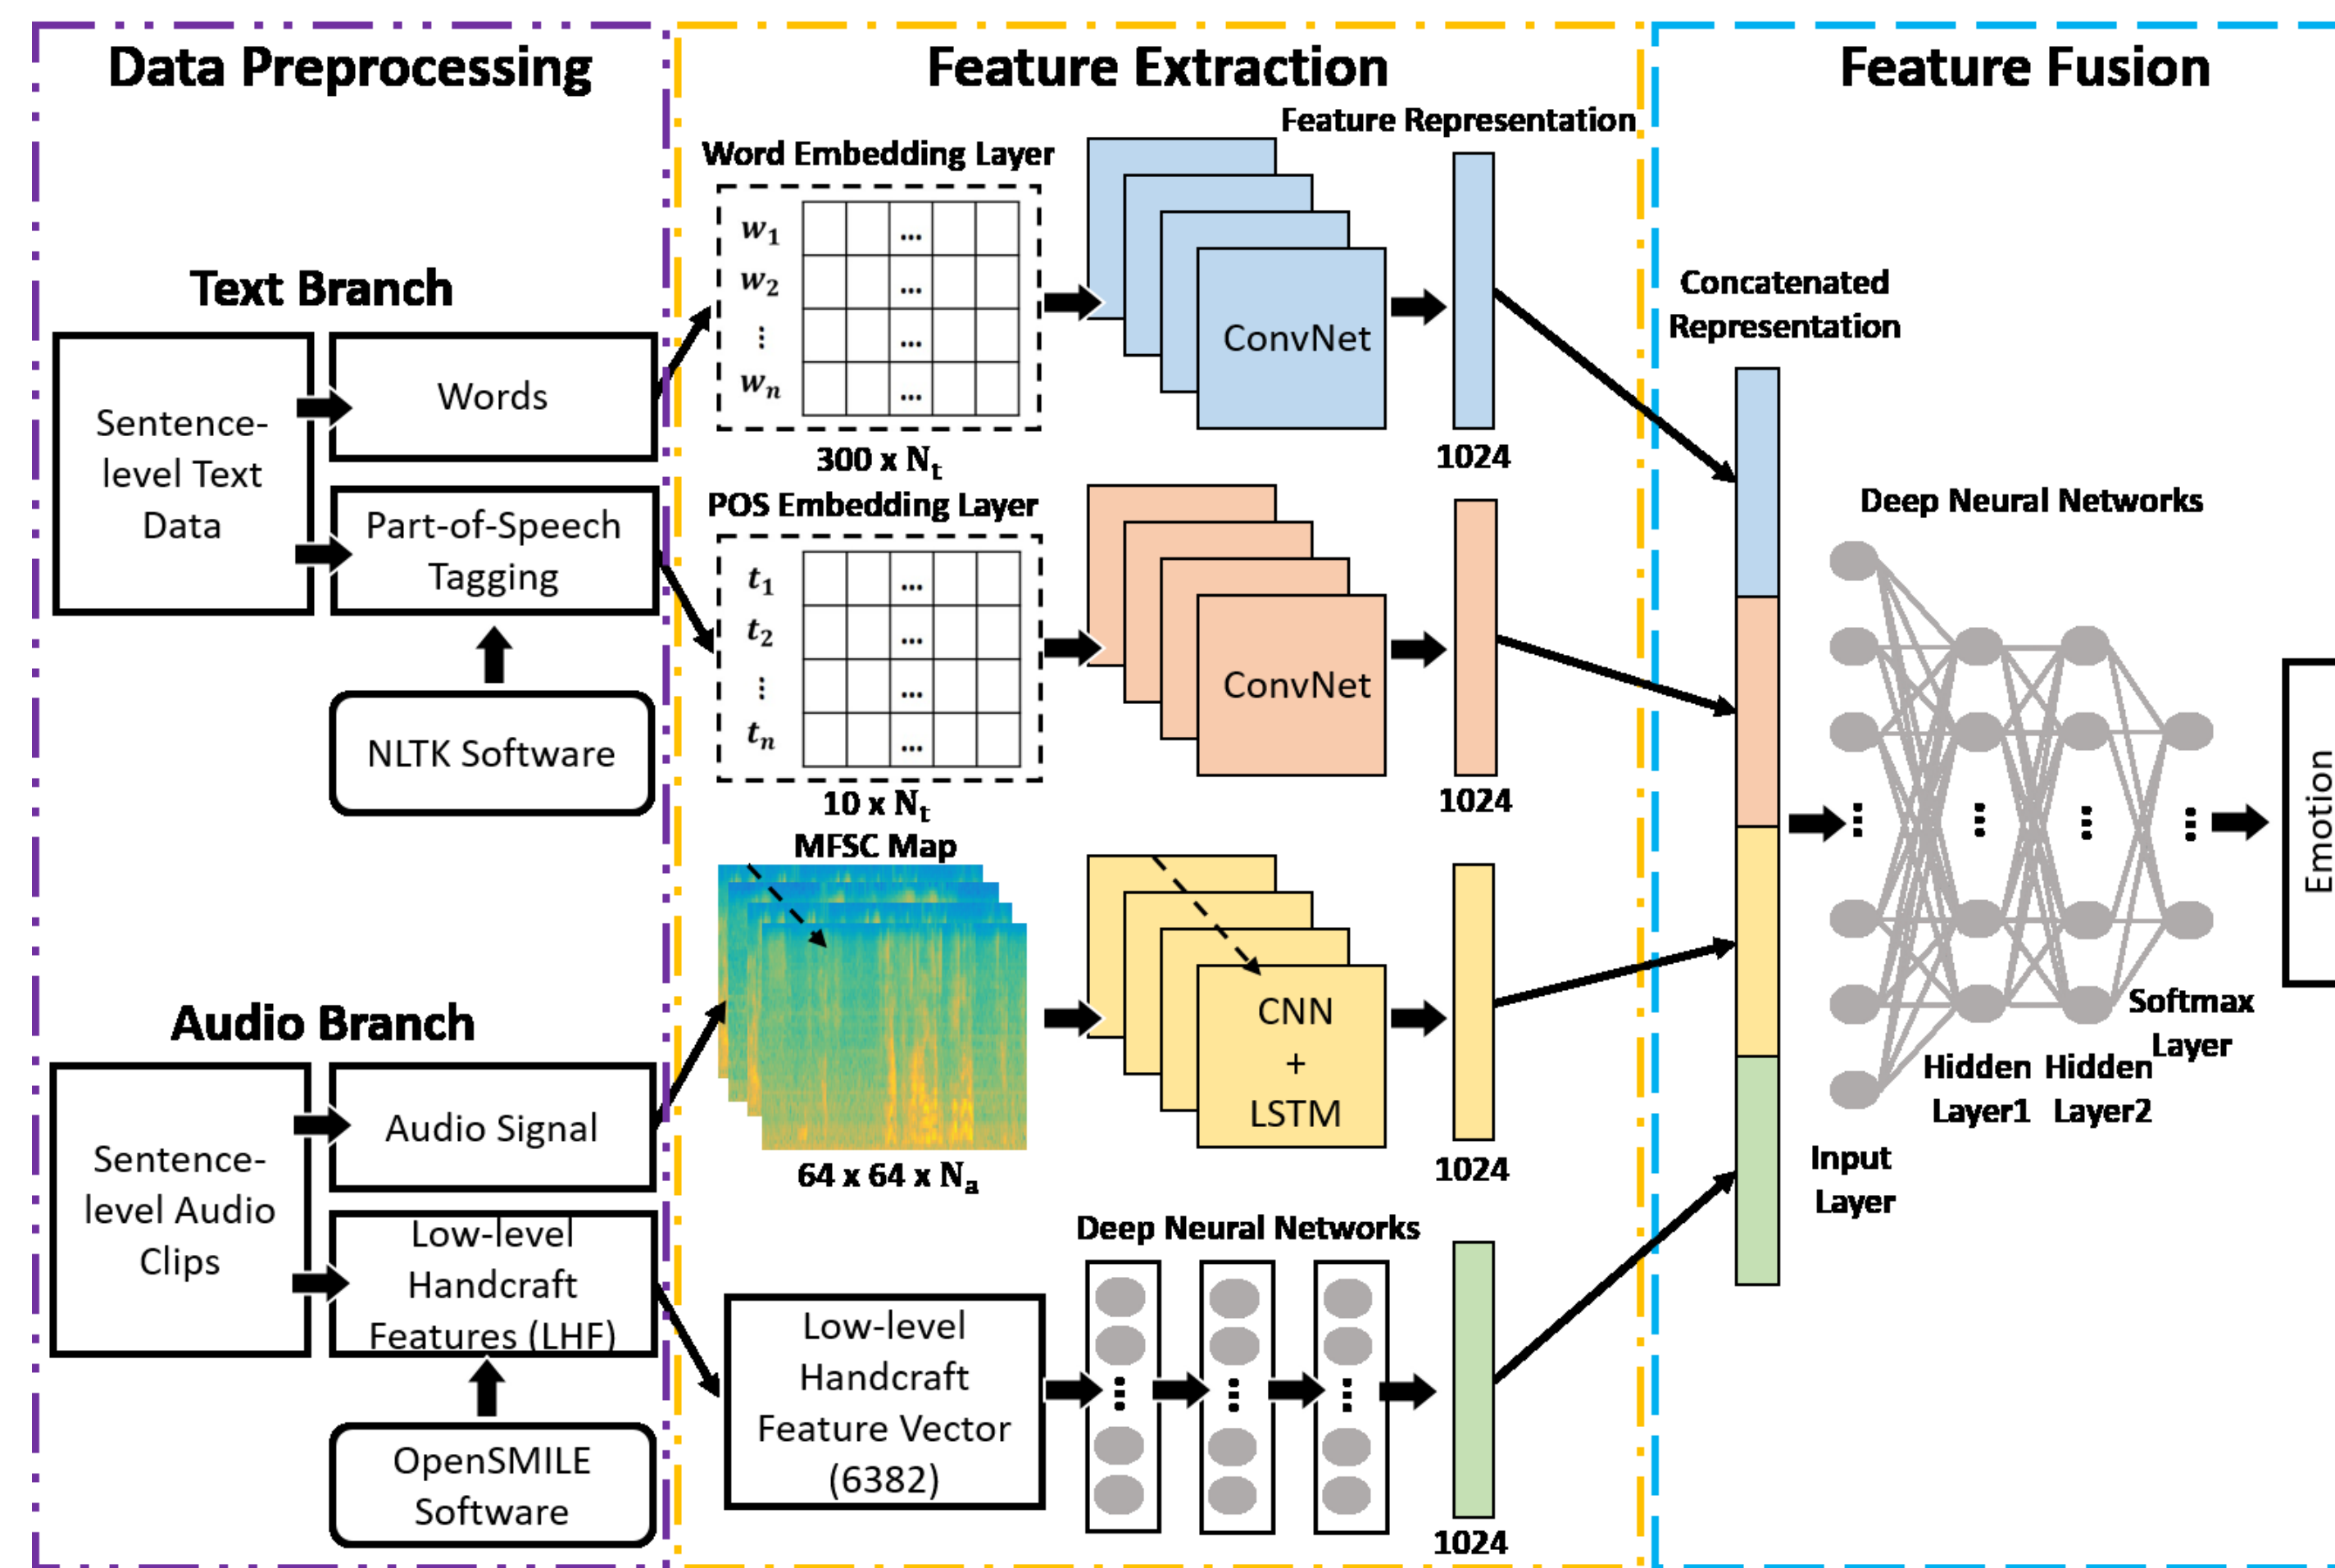 Data Preprocessing
Feature Extraction
Feature Fusion
Text Branch
Sentence-
level Text
Data
Words
Part-of-Speech
Tagging
NLTK Software
Audio Branch
Sentence-
level Audio
Clips
Audio Signal
Low-level
Handcraft
Features (LHF)
OpenSMILE
Software
Word Embedding Layer
w₁ ...
w₂ ...
⋮ ...
wₙ ...
300 x Nₜ
ConvNet
Feature Representation
1024
POS Embedding Layer
t₁ ...
t₂ ...
⋮ ...
tₙ ...
10 x Nₜ
ConvNet
1024
MFSC Map
64 x 64 x Nₐ
CNN
+
LSTM
1024
Low-level
Handcraft
Feature Vector
(6382)
Deep Neural Networks
1024
Concatenated
Representation
Deep Neural Networks
Input
Layer
Hidden
Layer1
Hidden
Layer2
Softmax
Layer
Emotion